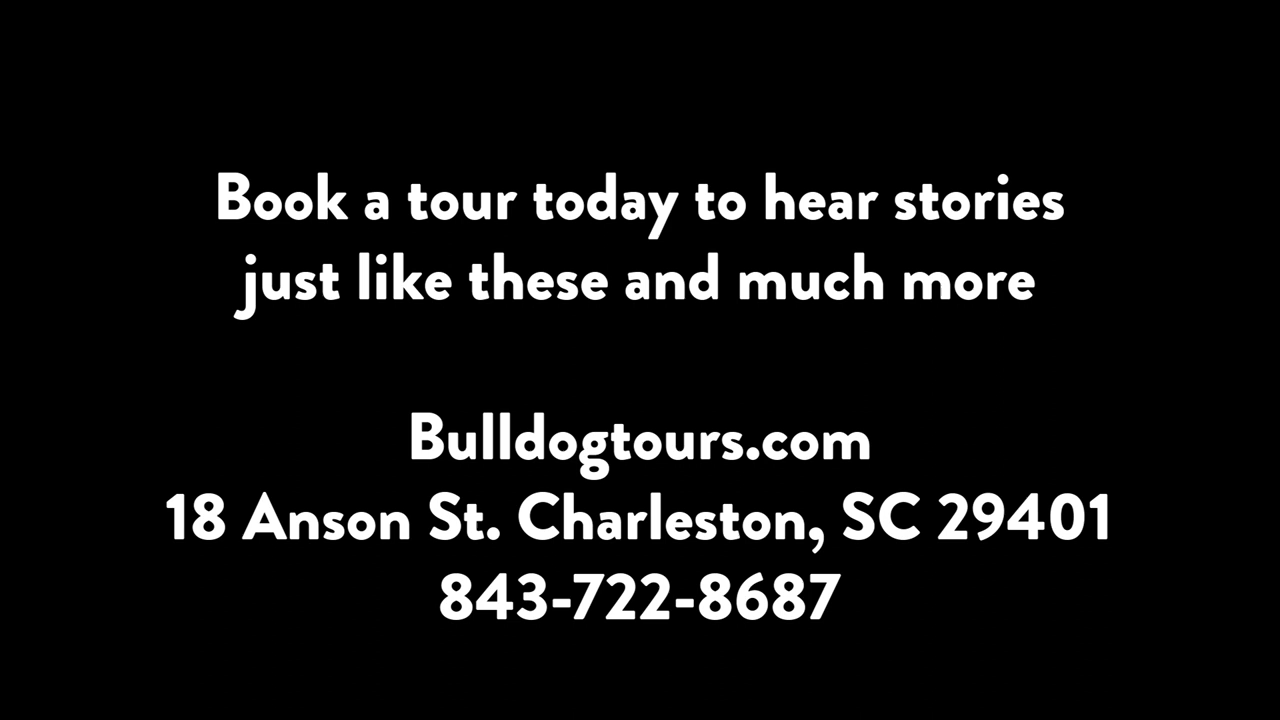 Book a tour today to hear stories
just like these and much more
Bulldogtours.com
18 Anson St. Charleston, SC 29401
843-722-8687